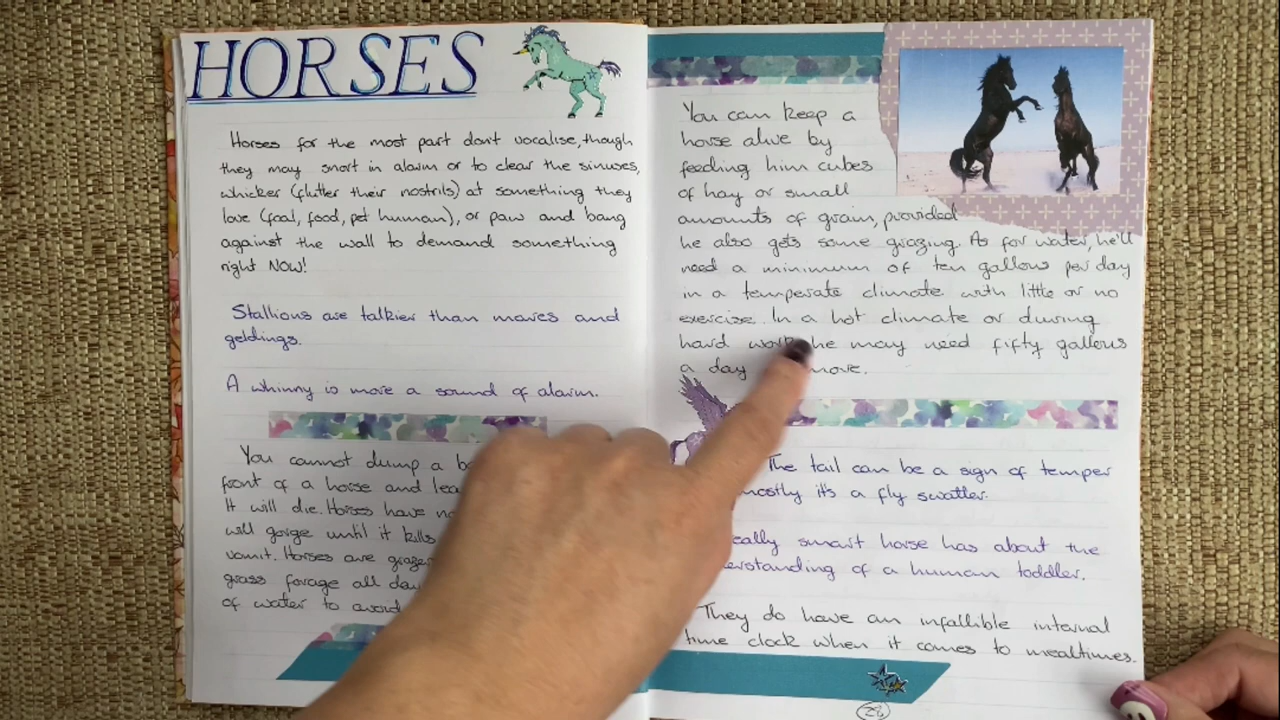 HORSES
Horses for the most part don't vocalise, though
they may snort in alarm or to clear the sinuses,
whicker (flutter their nostrils) at something they
love (foal, food, pet human), or paw and bang
against the wall to demand something
right NOW!
Stallions are talkier than mares and
geldings.
A whinny is more a sound of alarm.
You cannot dump a
front of a horse and
It will die. Horses have
will gorge until it kills
vomit. Horses are
grass forage all day
of water to avoid
You can keep a
horse alive by
feeding him cubes
of hay or small
amounts of grain, provided
he also gets some grazing. As for water, he'll
need a minimum of ten gallons per day
in a temperate climate with little or no
exercise. In a hot climate or during
hard work he may need fifty gallons
a day more.
The tail can be a sign of temper
mostly it's a fly swatter.
smart horse has about the
of a human toddler.
They do have an infallible internal
time clock when it comes to mealtimes.
28